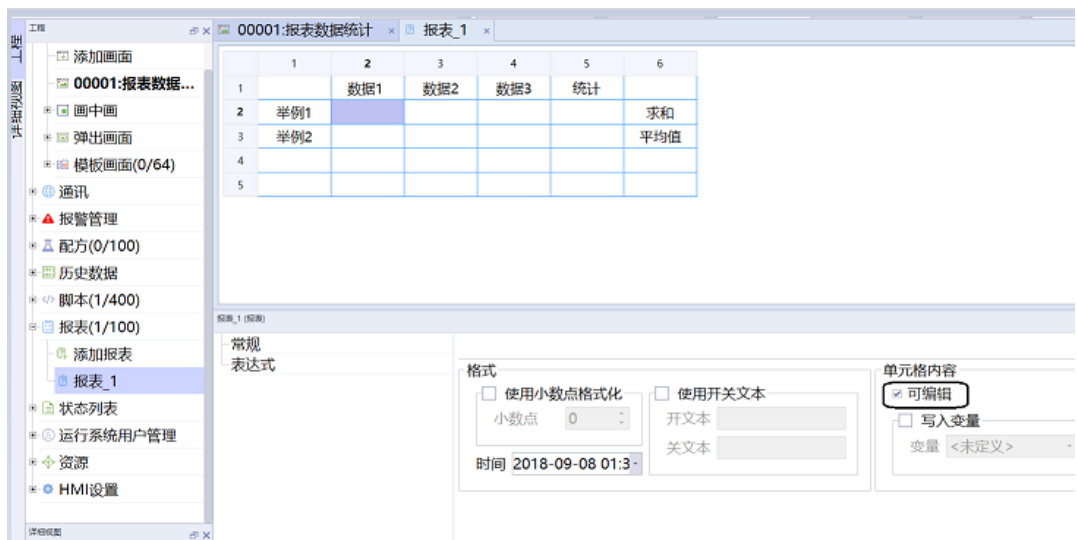 工程
工程
详细视图
添加画面
00001:报表数据...
画中画
弹出画面
模板画面(0/64)
通讯
报警管理
配方(0/100)
历史数据
脚本(1/400)
报表(1/100)
添加报表
报表_1
状态列表
运行系统用户管理
资源
HMI设置
详细视图
00001:报表数据统计 × 报表_1 ×
1 2 3 4 5 6
1 数据1 数据2 数据3 统计
2 举例1 求和
3 举例2 平均值
4
5
报表_1 (报表)
常规
表达式
格式
使用小数点格式化
小数点 0
时间 2018-09-08 01:3
使用开关文本
开文本
关文本
单元格内容
可编辑
写入变量
变量 <未定义>